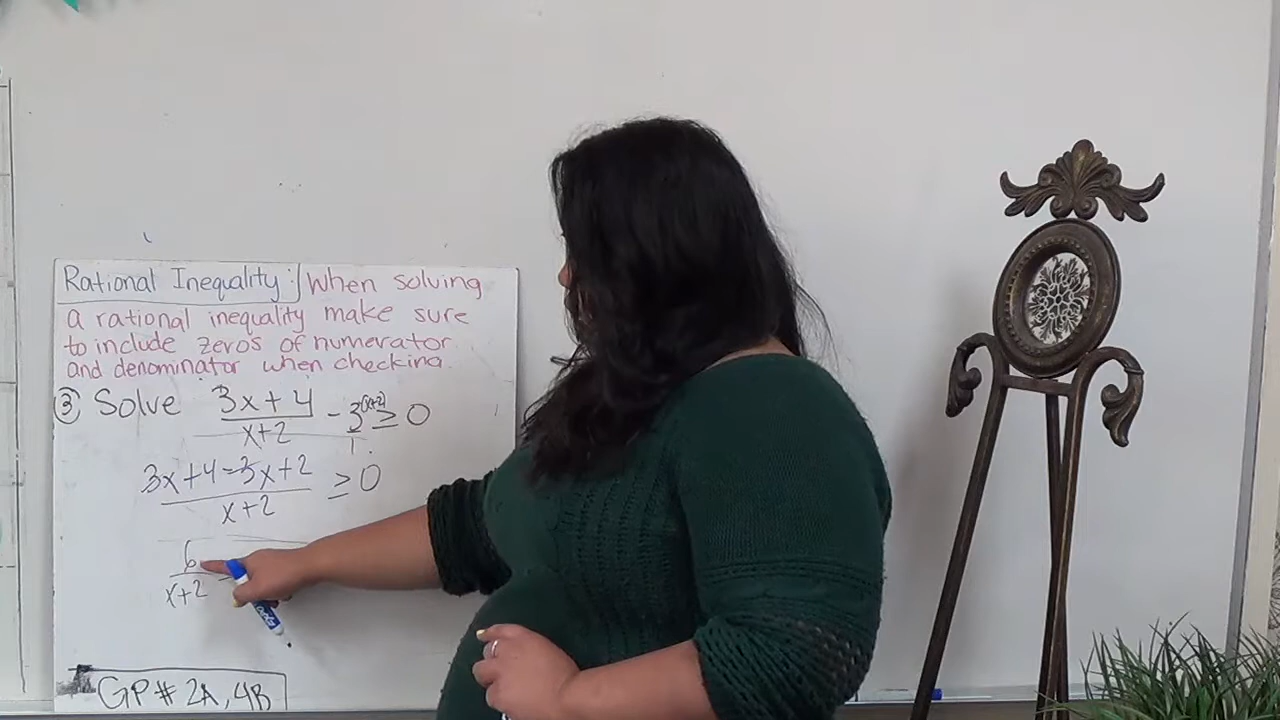 Rational Inequality: When solving
a rational inequality make sure
to include zeros of numerator
and denominator when checking.
③ Solve (3x+4)/(x+2) - 3(x+2)/1 ≥ 0
(3x+4-3x+2)/(x+2) ≥ 0
6/(x+2)
GP# 2A, 4B